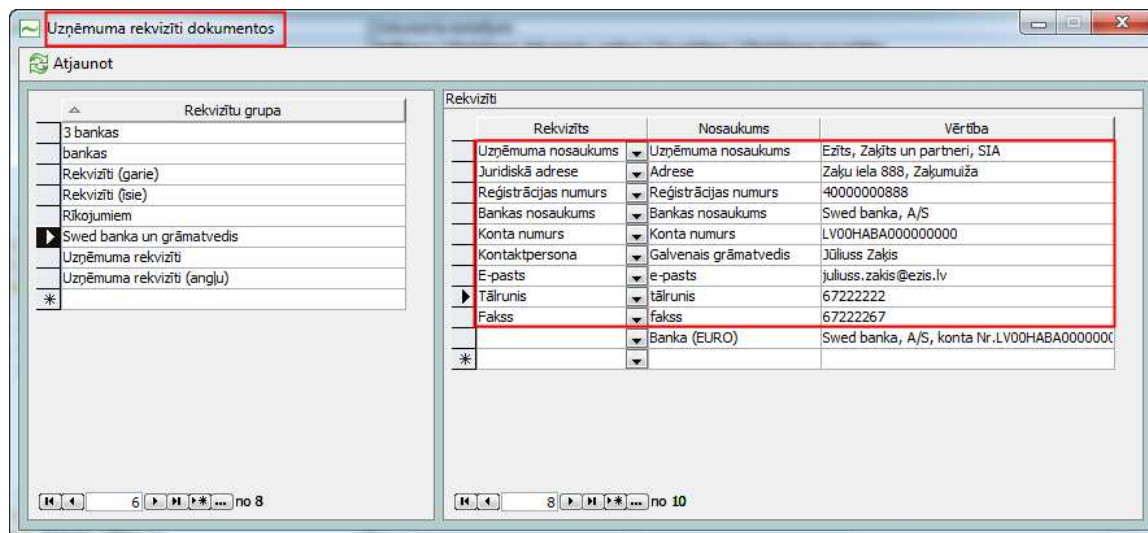 Uzņēmuma rekvizīti dokumentos
Atjaunot
Rekvizītu grupa
3 bankas
bankas
Rekvizīti (garie)
Rekvizīti (īsie)
Rīkojumiem
Swed banka un grāmatvedis
Uzņēmuma rekvizīti
Uzņēmuma rekvizīti (angļu)
6 ... no 8
Rekvizīti
Rekvizīts Nosaukums Vērtība
Uzņēmuma nosaukums Uzņēmuma nosaukums Ezīts, Zaķīts un partneri, SIA
Juridiskā adrese Adrese Zaķu iela 888, Zaķumuiža
Reģistrācijas numurs Reģistrācijas numurs 40000000888
Bankas nosaukums Bankas nosaukums Swed banka, A/S
Konta numurs Konta numurs LV00HABA000000000
Kontaktpersona Galvenais grāmatvedis Jūliuss Zaķis
E-pasts e-pasts juliuss.zakis@ezis.lv
Tālrunis tālrunis 67222222
Fakss fakss 67222267
Banka (EURO) Swed banka, A/S, konta Nr.LV00HABA0000000
8 ... no 10